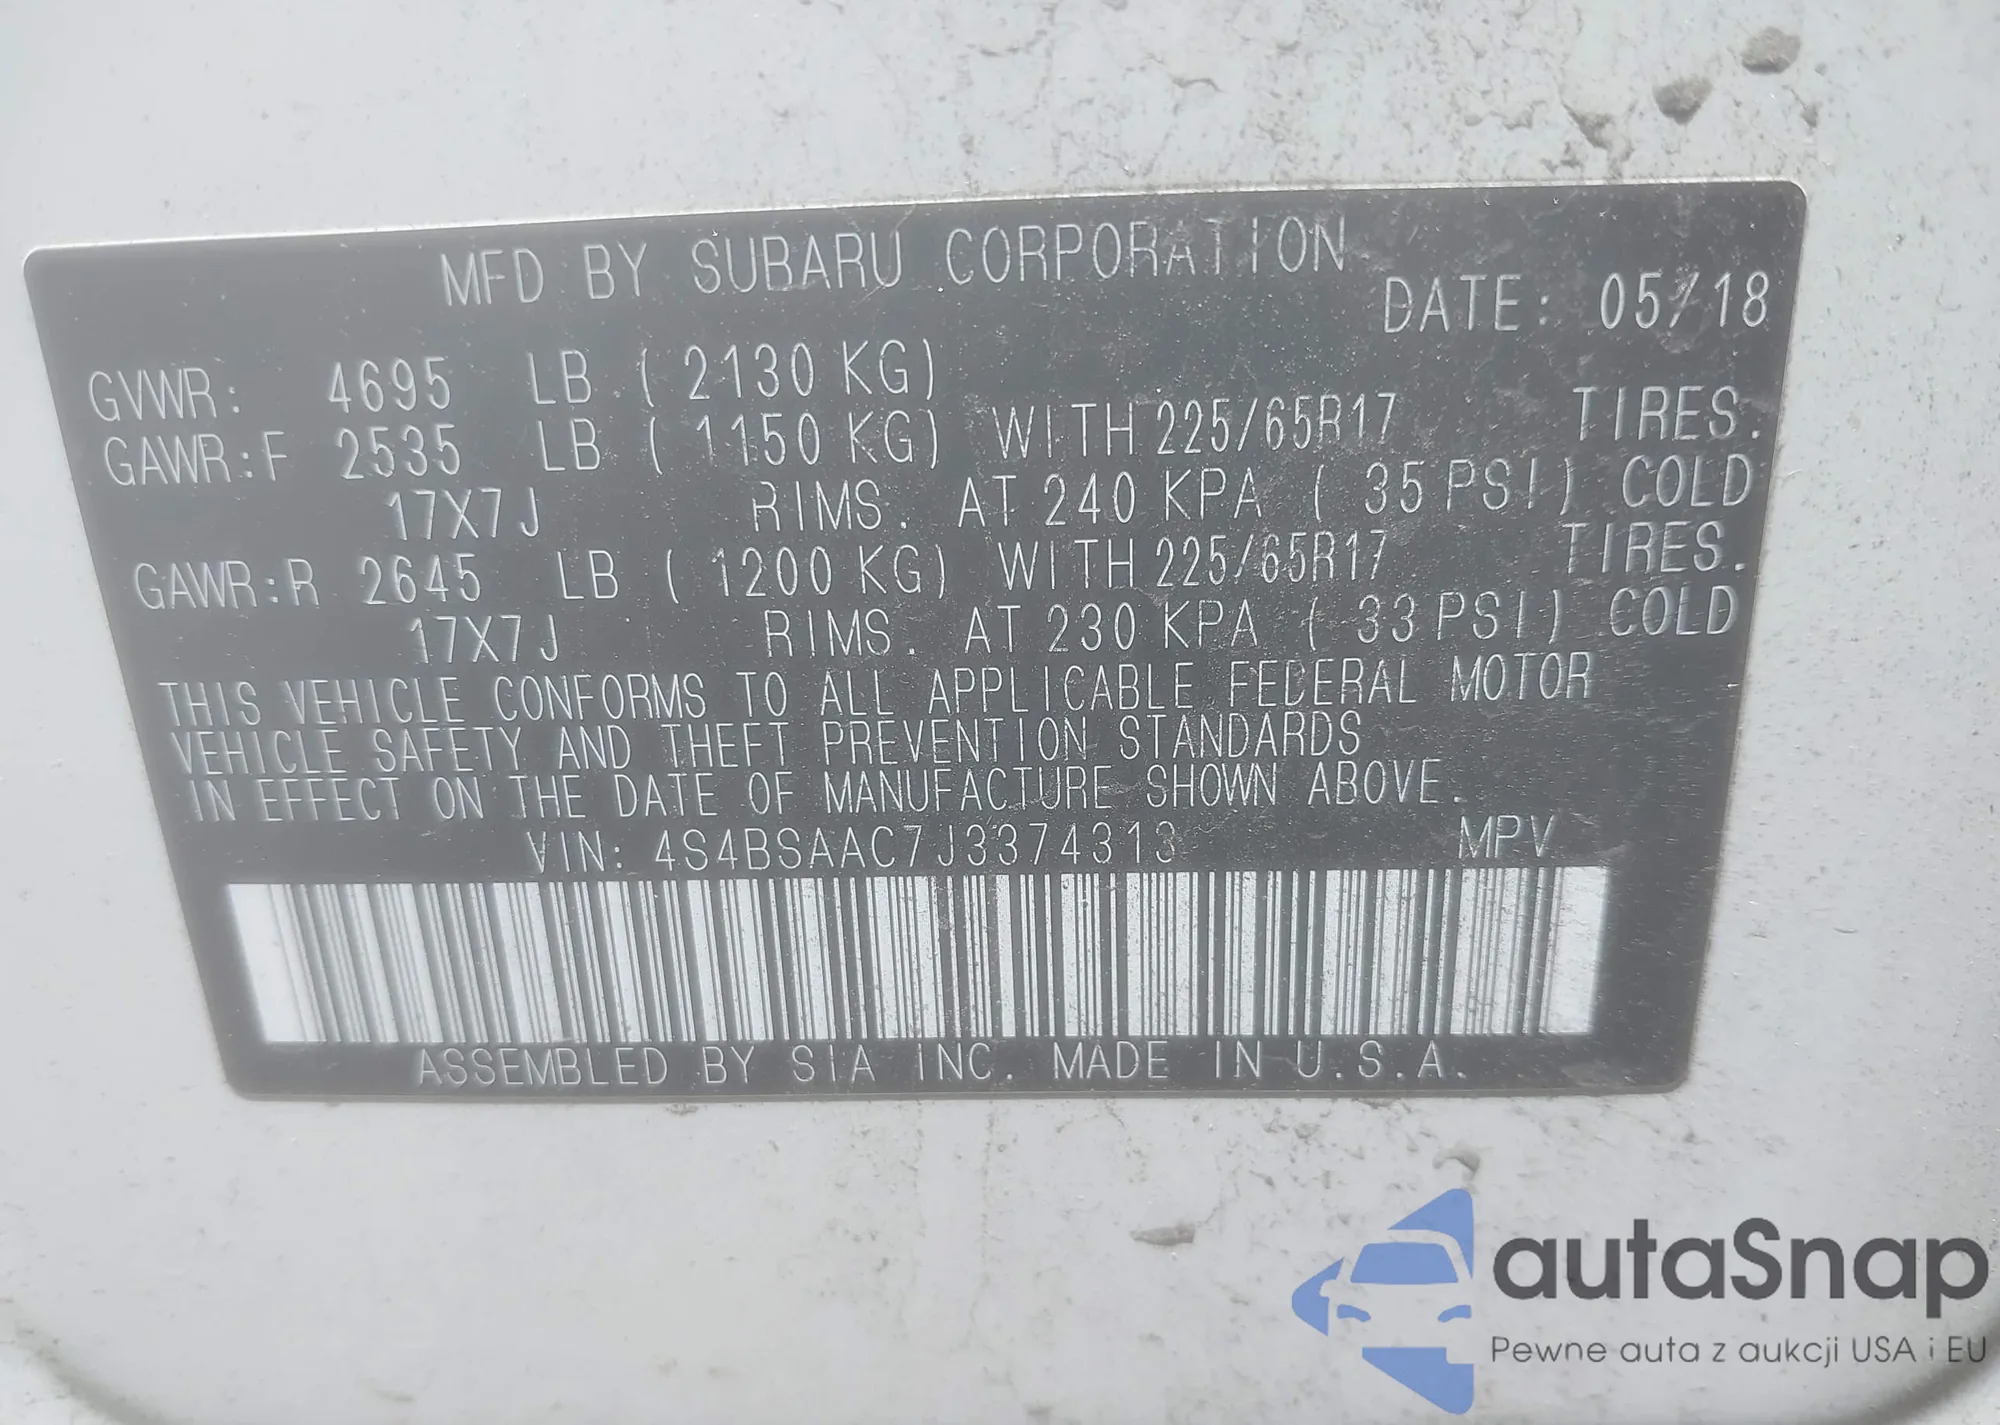 MFD BY SUBARU CORPORATION
DATE: 05/18
GVWR: 4695 LB (2130 KG)
GAWR:F 2535 LB (1150 KG) WITH 225/65R17 TIRES.
17X7J RIMS. AT 240 KPA (35 PSI) COLD
GAWR:R 2645 LB (1200 KG) WITH 225/65R17 TIRES.
17X7J RIMS. AT 230 KPA (33 PSI) COLD
THIS VEHICLE CONFORMS TO ALL APPLICABLE FEDERAL MOTOR
VEHICLE SAFETY AND THEFT PREVENTION STANDARDS
IN EFFECT ON THE DATE OF MANUFACTURE SHOWN ABOVE.
VIN: 4S4BSAAC7J3374313 MPV
ASSEMBLED BY SIA INC. MADE IN U.S.A.
autaSnap
Pewne auta z aukcji USA i EU